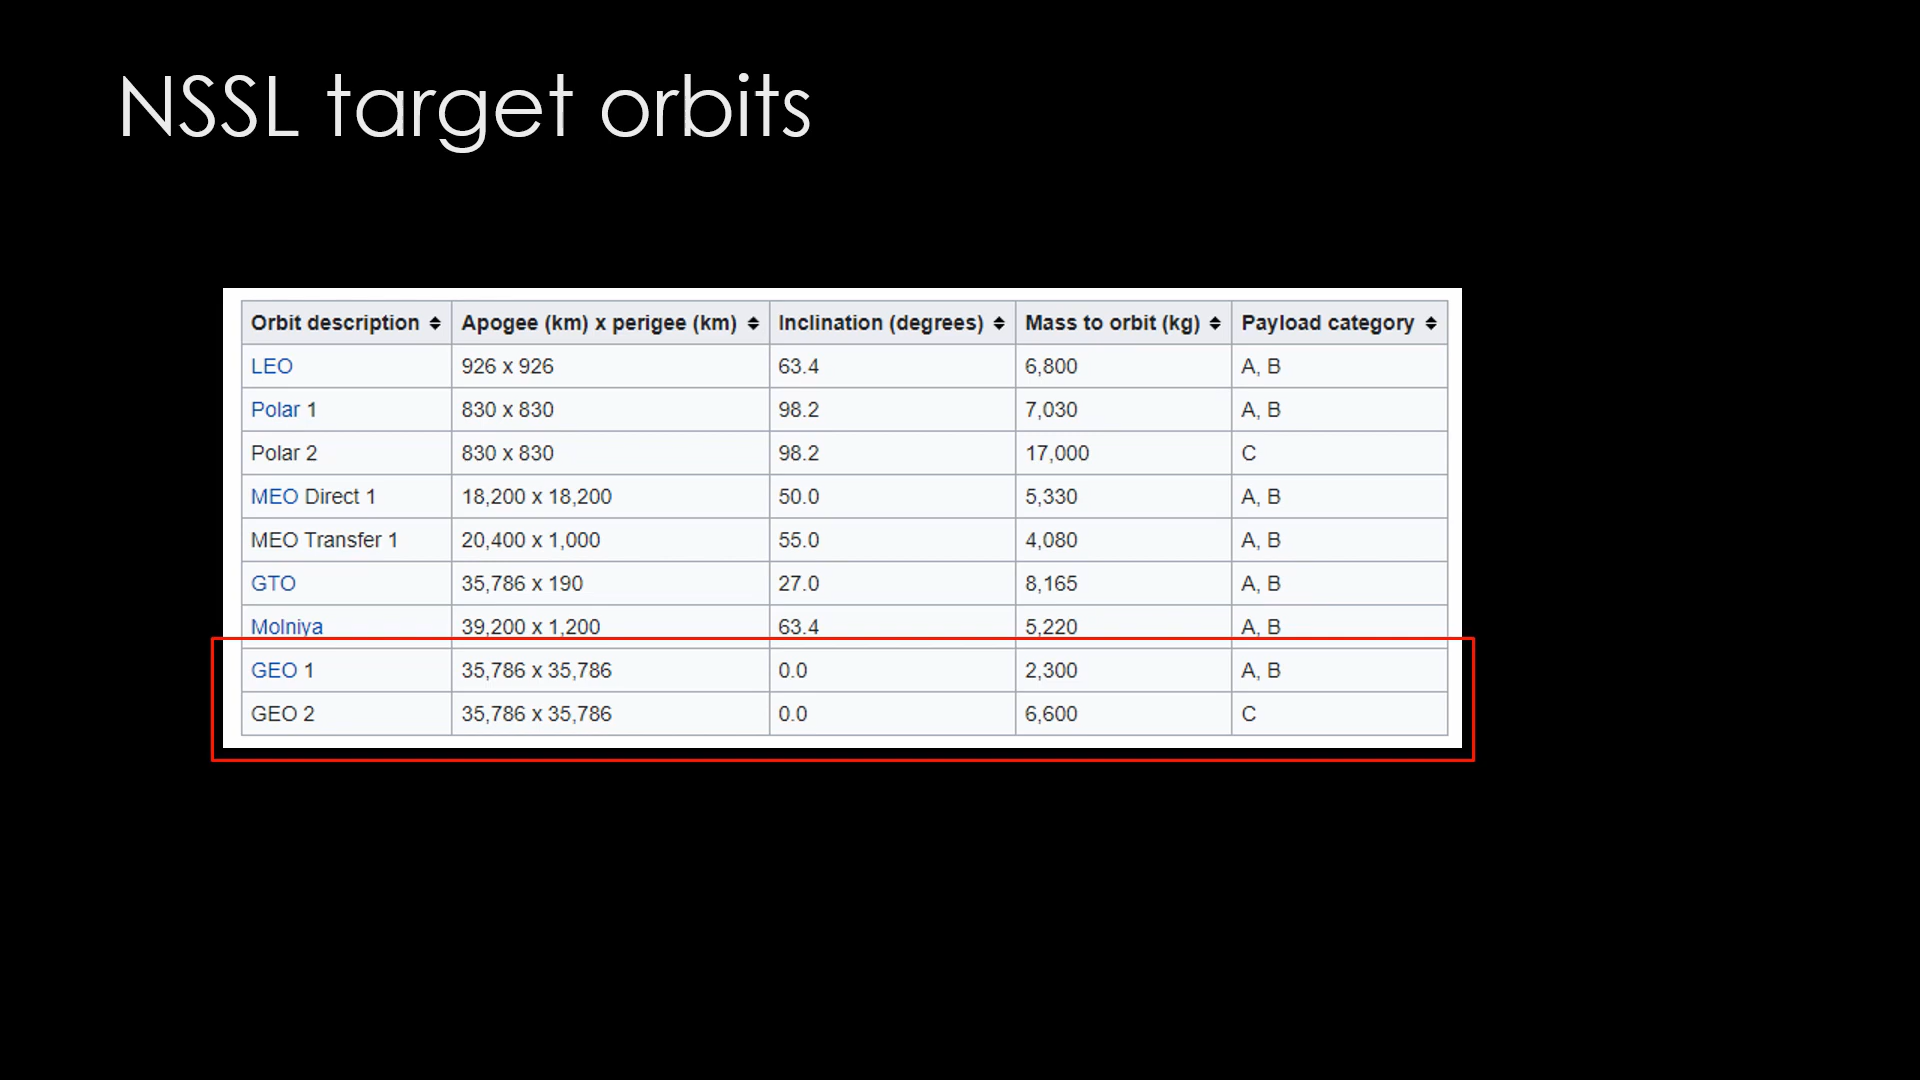 NSSL target orbits
Orbit description Apogee (km) x perigee (km) Inclination (degrees) Mass to orbit (kg) Payload category
LEO 926 x 926 63.4 6,800 A, B
Polar 1 830 x 830 98.2 7,030 A, B
Polar 2 830 x 830 98.2 17,000 C
MEO Direct 1 18,200 x 18,200 50.0 5,330 A, B
MEO Transfer 1 20,400 x 1,000 55.0 4,080 A, B
GTO 35,786 x 190 27.0 8,165 A, B
Molniya 39,200 x 1,200 63.4 5,220 A, B
GEO 1 35,786 x 35,786 0.0 2,300 A, B
GEO 2 35,786 x 35,786 0.0 6,600 C